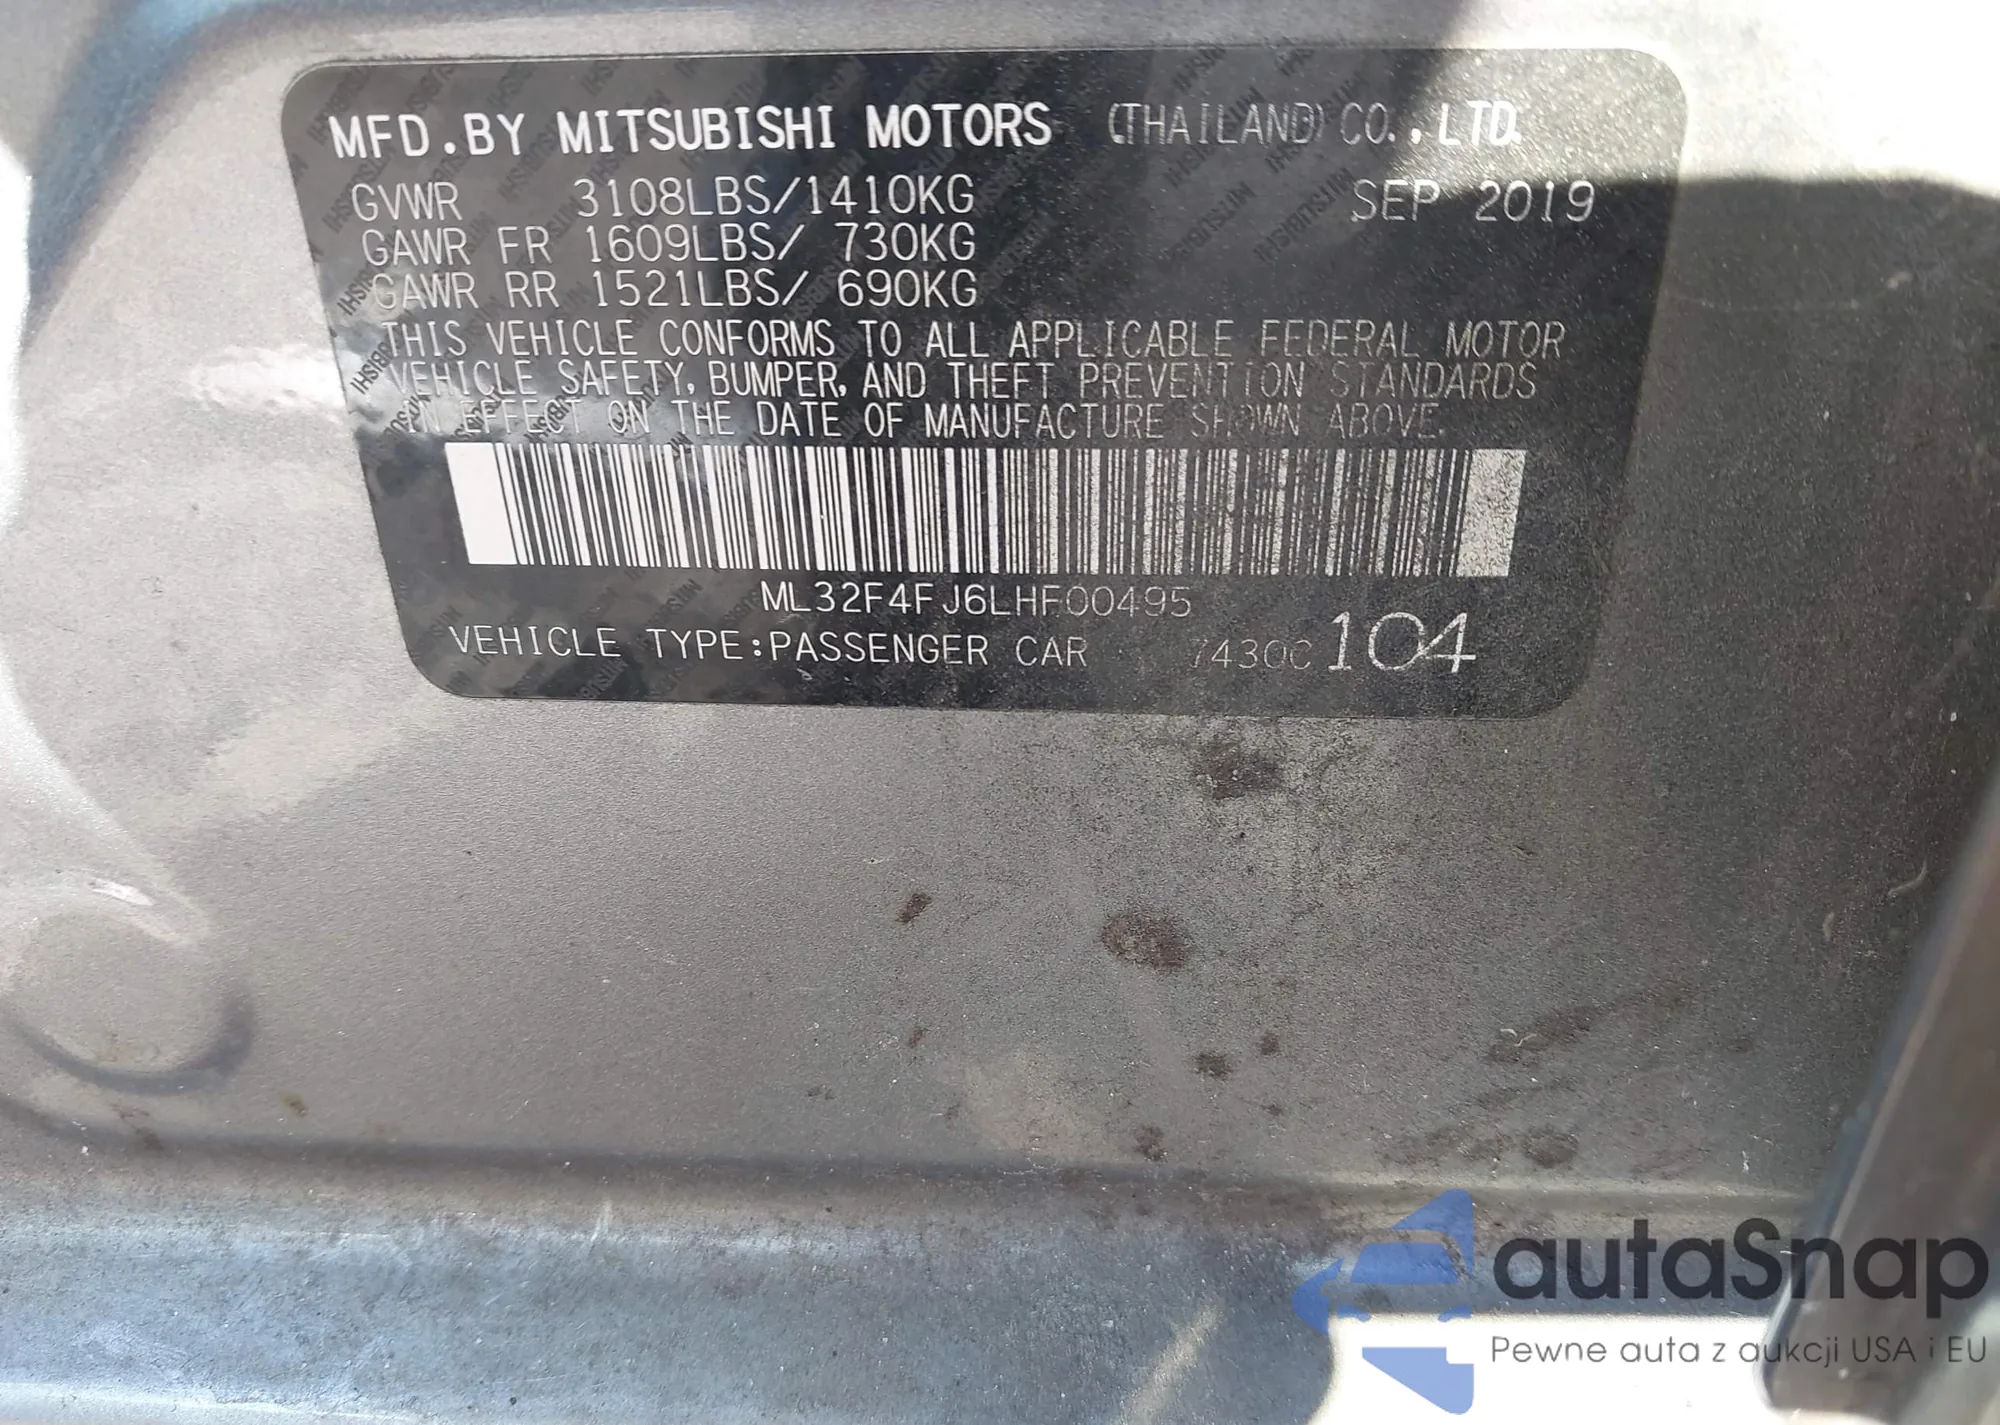 MFD.BY MITSUBISHI MOTORS (THAILAND) CO.,LTD.
GVWR 3108LBS/1410KG SEP 2019
GAWR FR 1609LBS/ 730KG
GAWR RR 1521LBS/ 690KG
THIS VEHICLE CONFORMS TO ALL APPLICABLE FEDERAL MOTOR
VEHICLE SAFETY, BUMPER, AND THEFT PREVENTION STANDARDS
IN EFFECT ON THE DATE OF MANUFACTURE SHOWN ABOVE.
ML32F4FJ6LHF00495
VEHICLE TYPE:PASSENGER CAR 7430C 104
autaSnap
Pewne auta z aukcji USA i EU